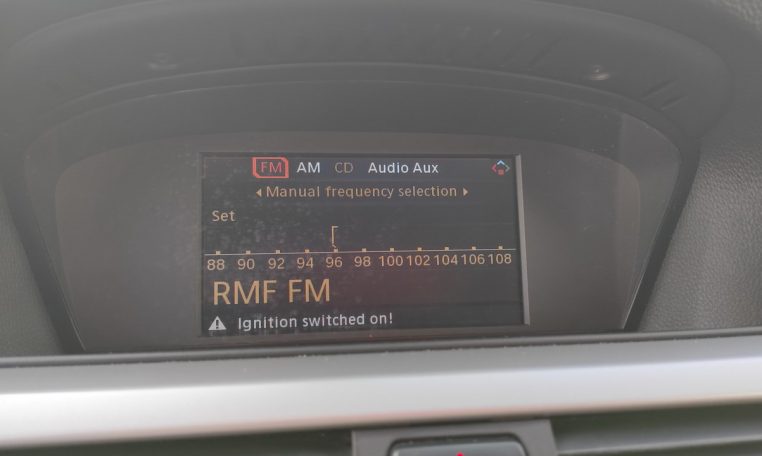 FM AM CD Audio Aux
Manual frequency selection
Set
88 90 92 94 96 98 100 102 104 106 108
RMF FM
Ignition switched on!